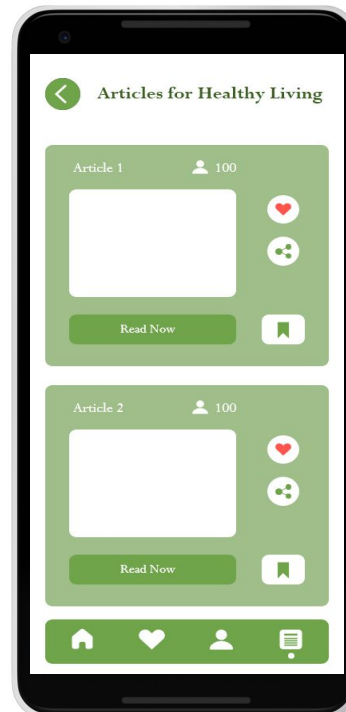 Articles for Healthy Living
Article 1 100
Read Now
Article 2 100
Read Now